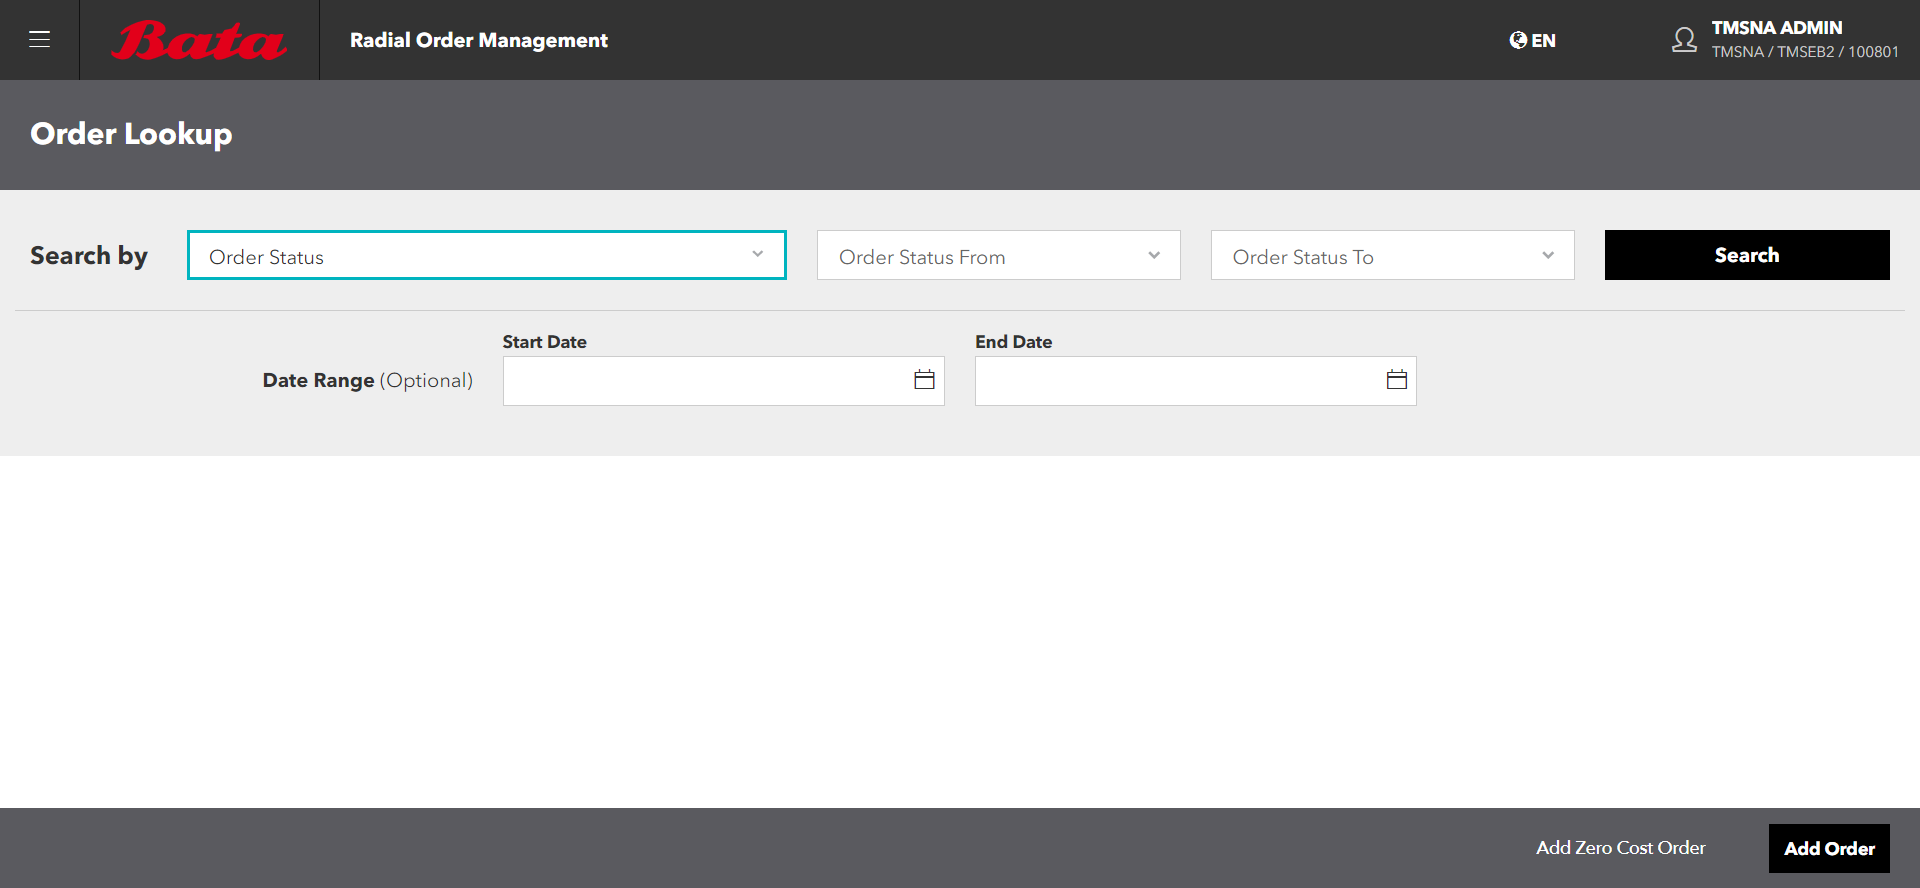 Bata
Radial Order Management
EN
TMSNA ADMIN
TMSNA / TMSEB2 / 100801
Order Lookup
Search by
Order Status
Order Status From
Order Status To
Search
Start Date
End Date
Date Range (Optional)
Add Zero Cost Order
Add Order